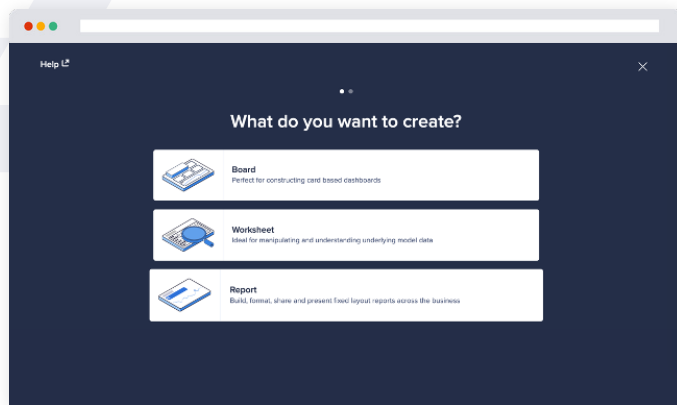 Help
What do you want to create?
Board
Perfect for constructing card based dashboards
Worksheet
Ideal for manipulating and understanding underlying model data
Report
Build, format, share and present fixed layout reports across the business